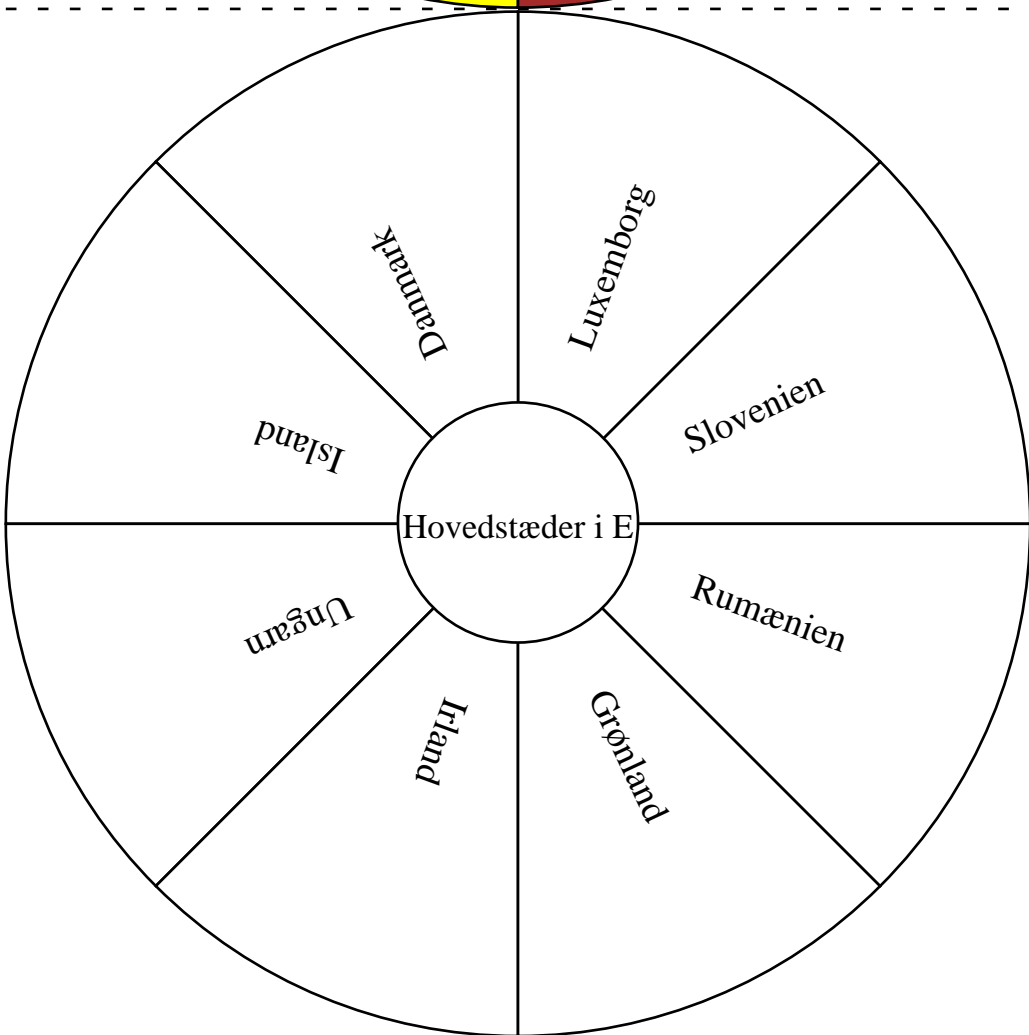 Luxemborg
Slovenien
Rumænien
Grønland
Irland
Ungarn
Island
Danmark
Hovedstæder i E